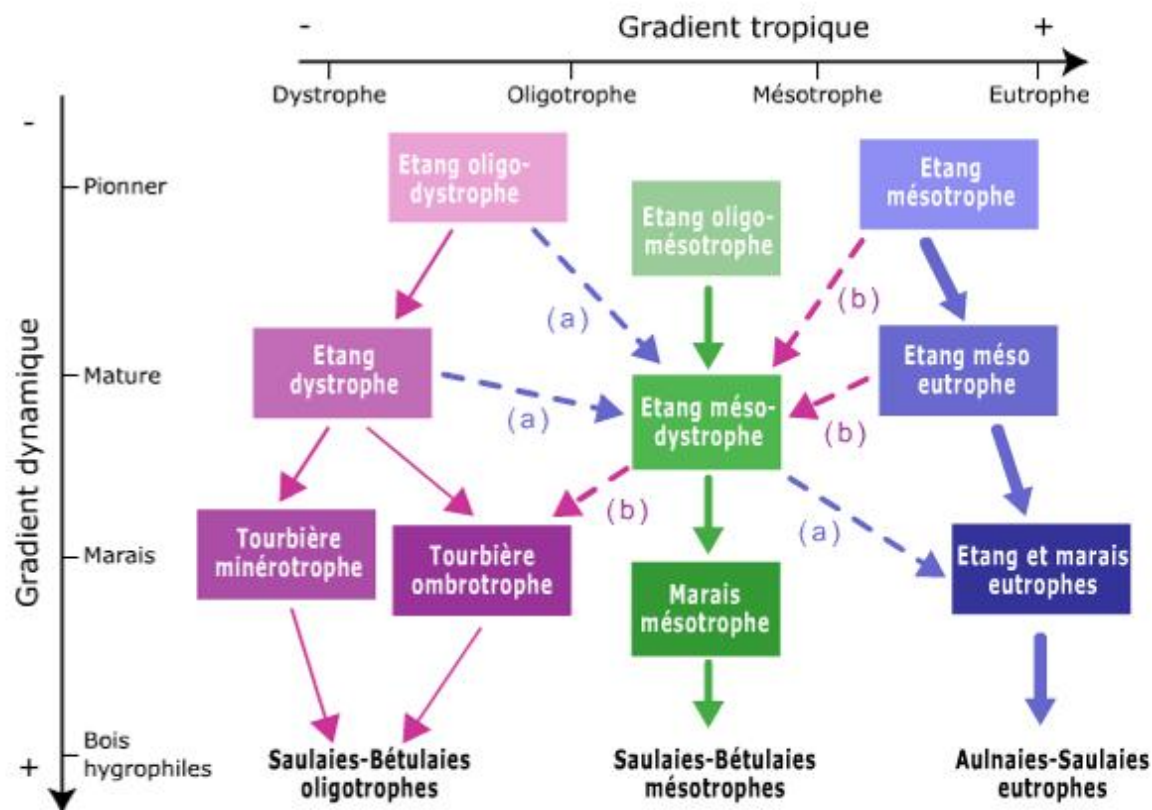 - Gradient tropique +
Dystrophe Oligotrophe Mésotrophe Eutrophe
Gradient dynamique
-
Pionner
Mature
Marais
Bois
hygrophiles
+
Etang oligo-
dystrophe
Etang oligo-
mésotrophe
Etang
mésotrophe
(a)
(b)
Etang
dystrophe
Etang méso-
dystrophe
Etang méso
eutrophe
(a)
(b)
(b)
(a)
Tourbière
minérotrophe
Tourbière
ombrotrophe
Marais
mésotrophe
Etang et marais
eutrophes
Saulaies-Bétulaies
oligotrophes
Saulaies-Bétulaies
mésotrophes
Aulnaies-Saulaies
eutrophes